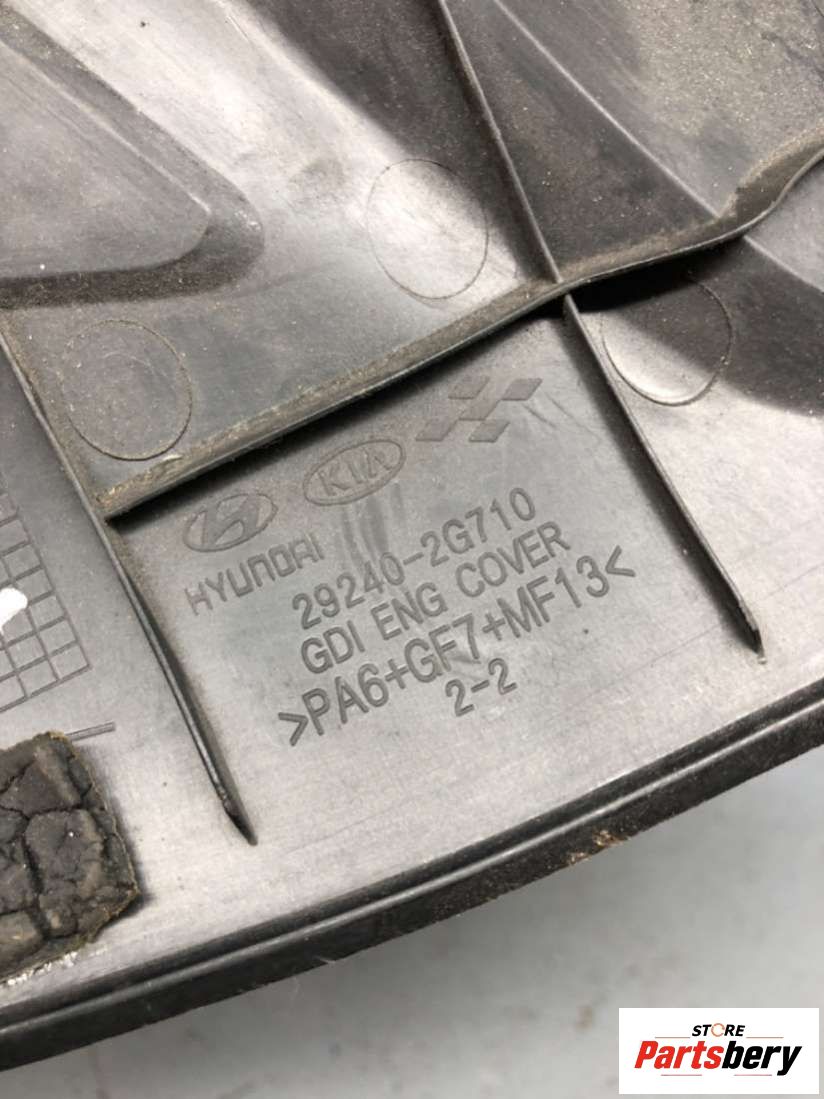 KIA
HYUNDAI
29240-2G710
GDI ENG COVER
>PA6+GF7+MF13<
2-2
STORE
Partsbery